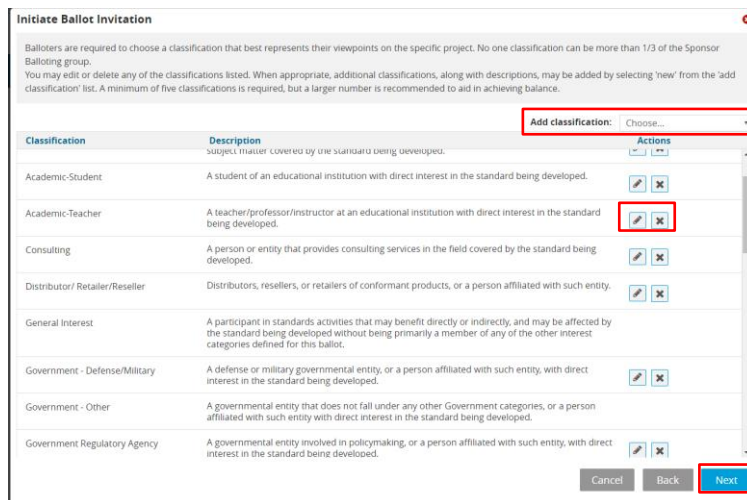 Initiate Ballot Invitation
Balloters are required to choose a classification that best represents their viewpoints on the specific project. No one classification can be more than 1/3 of the Sponsor
Balloting group.
You may edit or delete any of the classifications listed. When appropriate, additional classifications, along with descriptions, may be added by selecting 'new' from the 'add
classification' list. A minimum of five classifications is required, but a larger number is recommended to aid in achieving balance.
Add classification: Choose...
Classification Description Actions
subject matter covered by the standard being developed.
Academic-Student A student of an educational institution with direct interest in the standard being developed.
Academic-Teacher A teacher/professor/instructor at an educational institution with direct interest in the standard
being developed.
Consulting A person or entity that provides consulting services in the field covered by the standard being
developed.
Distributor/ Retailer/Reseller Distributors, resellers, or retailers of conformant products, or a person affiliated with such entity.
General Interest A participant in standards activities that may benefit directly or indirectly, and may be affected by
the standard being developed without being primarily a member of any of the other interest
categories defined for this ballot.
Government - Defense/Military A defense or military governmental entity, or a person affiliated with such entity, with direct
interest in the standard being developed.
Government - Other A governmental entity that does not fall under any other Government categories, or a person
affiliated with such entity with direct interest in the standard being developed.
Government Regulatory Agency A governmental entity involved in policymaking, or a person affiliated with such entity, with direct
interest in the standard being developed.
Cancel Back Next